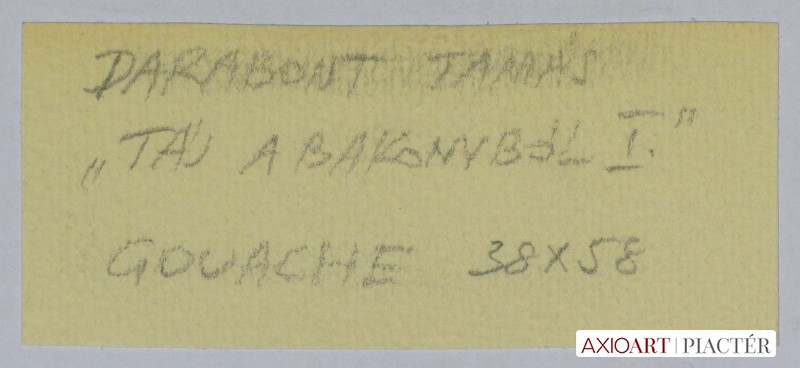 DARABONT TAMÁS
„TÁJ A BAKONYBÓL I.”
GOUACHE 38X58
AXIOART | PIACTÉR